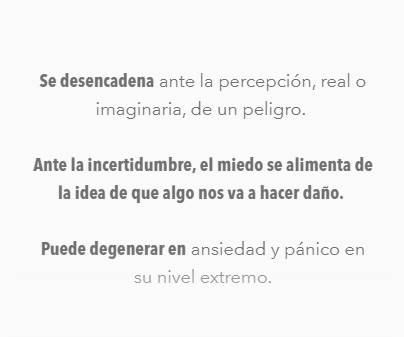 Se desencadena ante la percepción, real o
imaginaria, de un peligro.
Ante la incertidumbre, el miedo se alimenta de
la idea de que algo nos va a hacer daño.
Puede degenerar en ansiedad y pánico en
su nivel extremo.